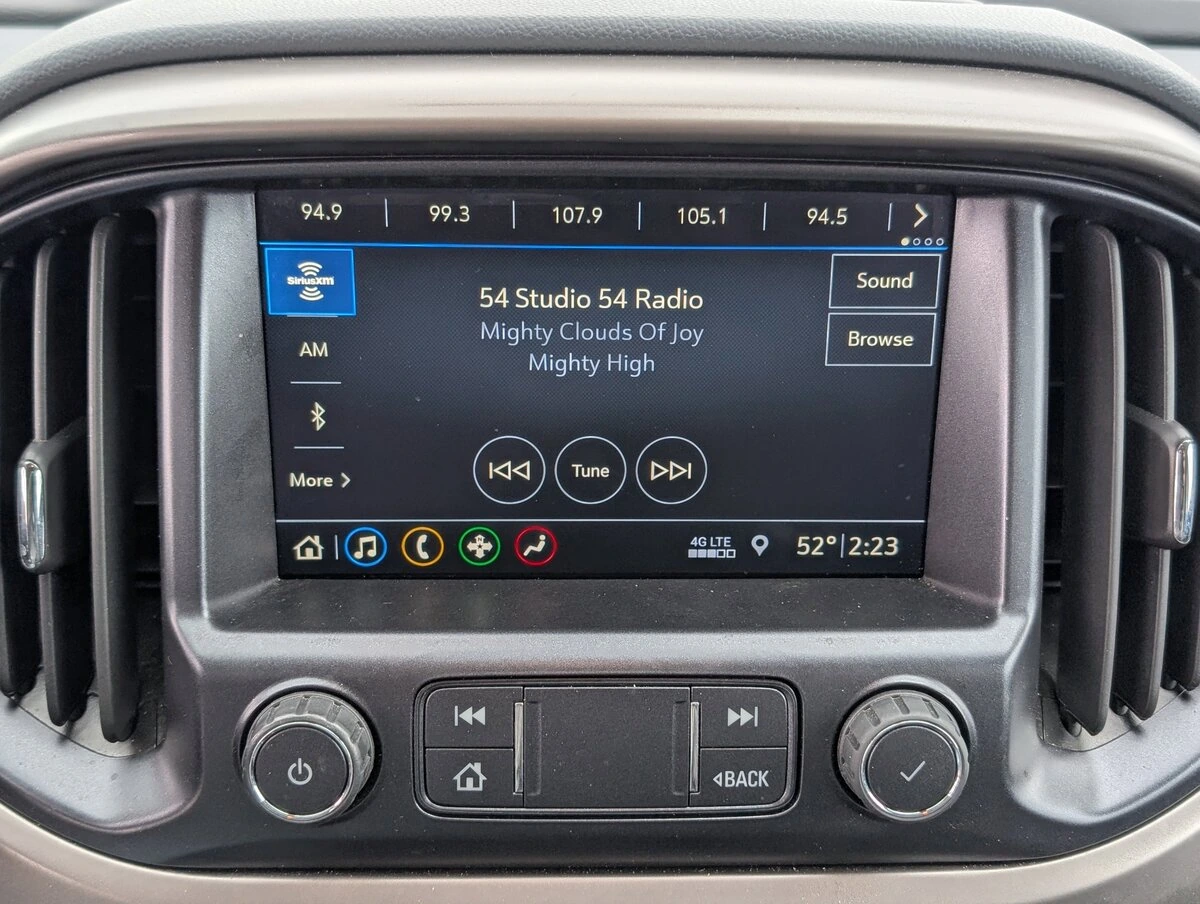 94.9 99.3 107.9 105.1 94.5
SiriusXM
54 Studio 54 Radio
Mighty Clouds Of Joy
Mighty High
Sound
Browse
AM
More
Tune
4G LTE
52° 2:23
BACK